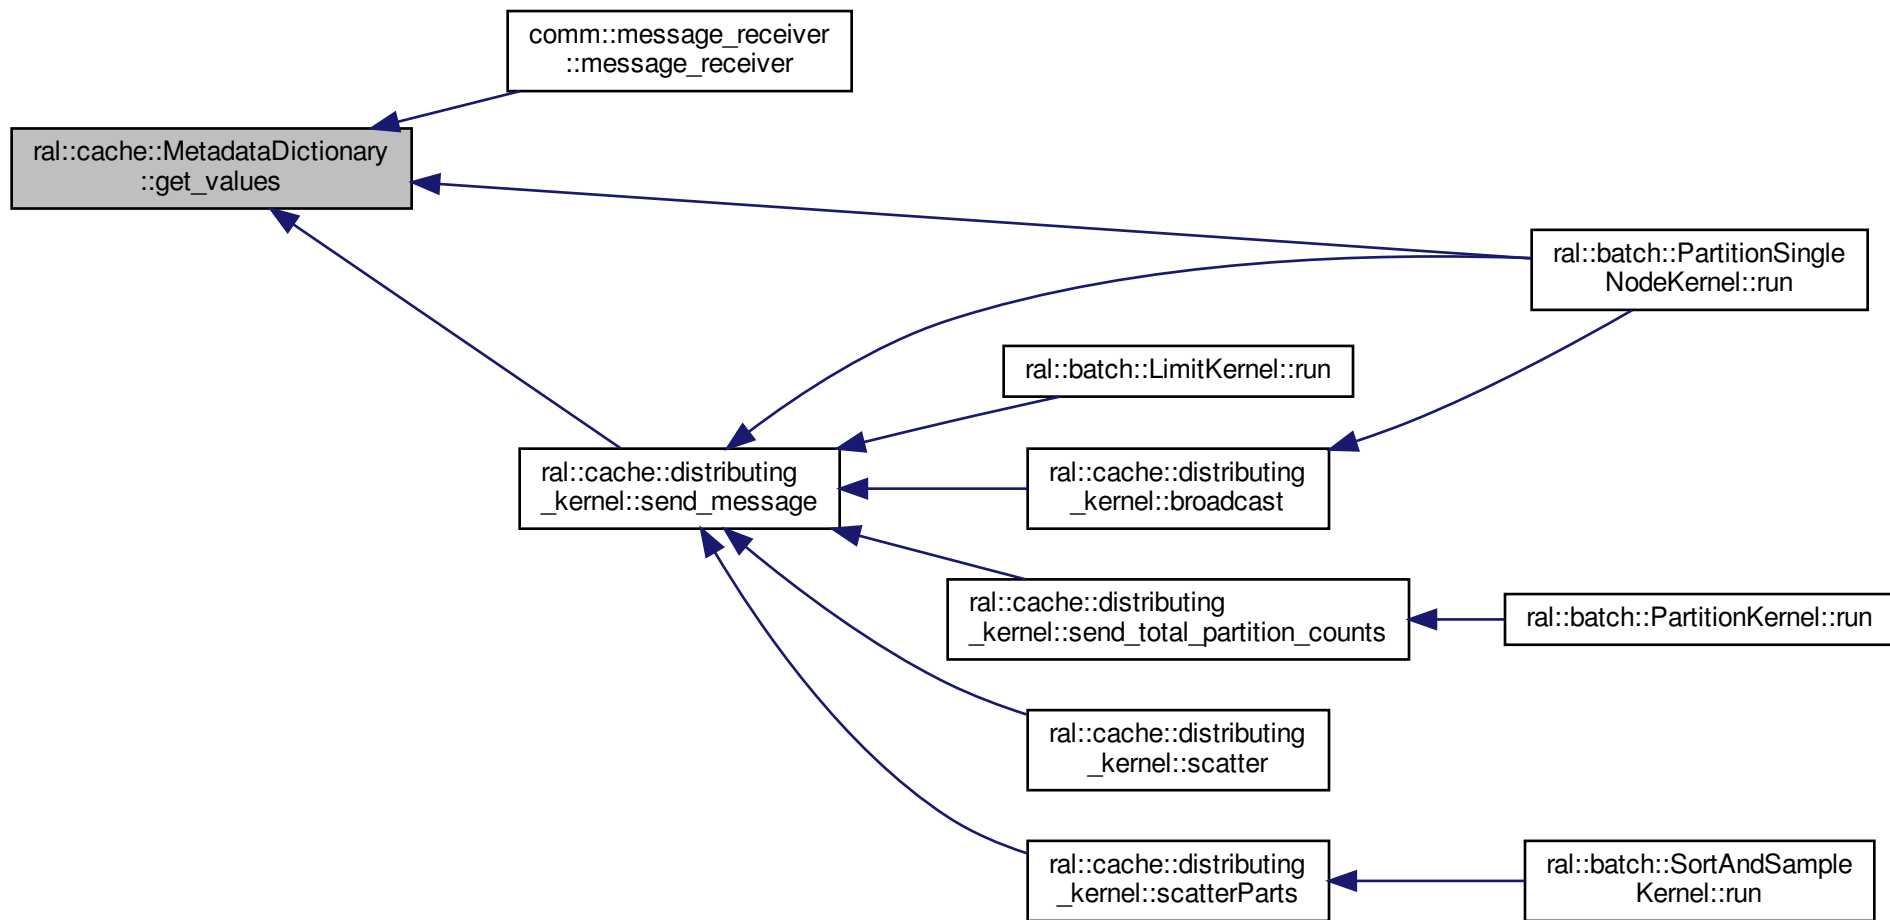 comm::message_receiver
::message_receiver
ral::cache::MetadataDictionary
::get_values
ral::batch::PartitionSingle
NodeKernel::run
ral::batch::LimitKernel::run
ral::cache::distributing
_kernel::send_message
ral::cache::distributing
_kernel::broadcast
ral::cache::distributing
_kernel::send_total_partition_counts
ral::batch::PartitionKernel::run
ral::cache::distributing
_kernel::scatter
ral::cache::distributing
_kernel::scatterParts
ral::batch::SortAndSample
Kernel::run